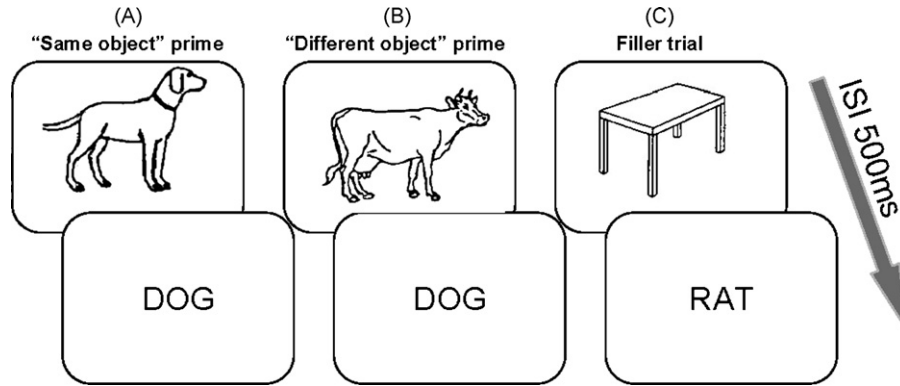 (A)
“Same object” prime
(B)
“Different object” prime
(C)
Filler trial
ISI 500ms
DOG
DOG
RAT